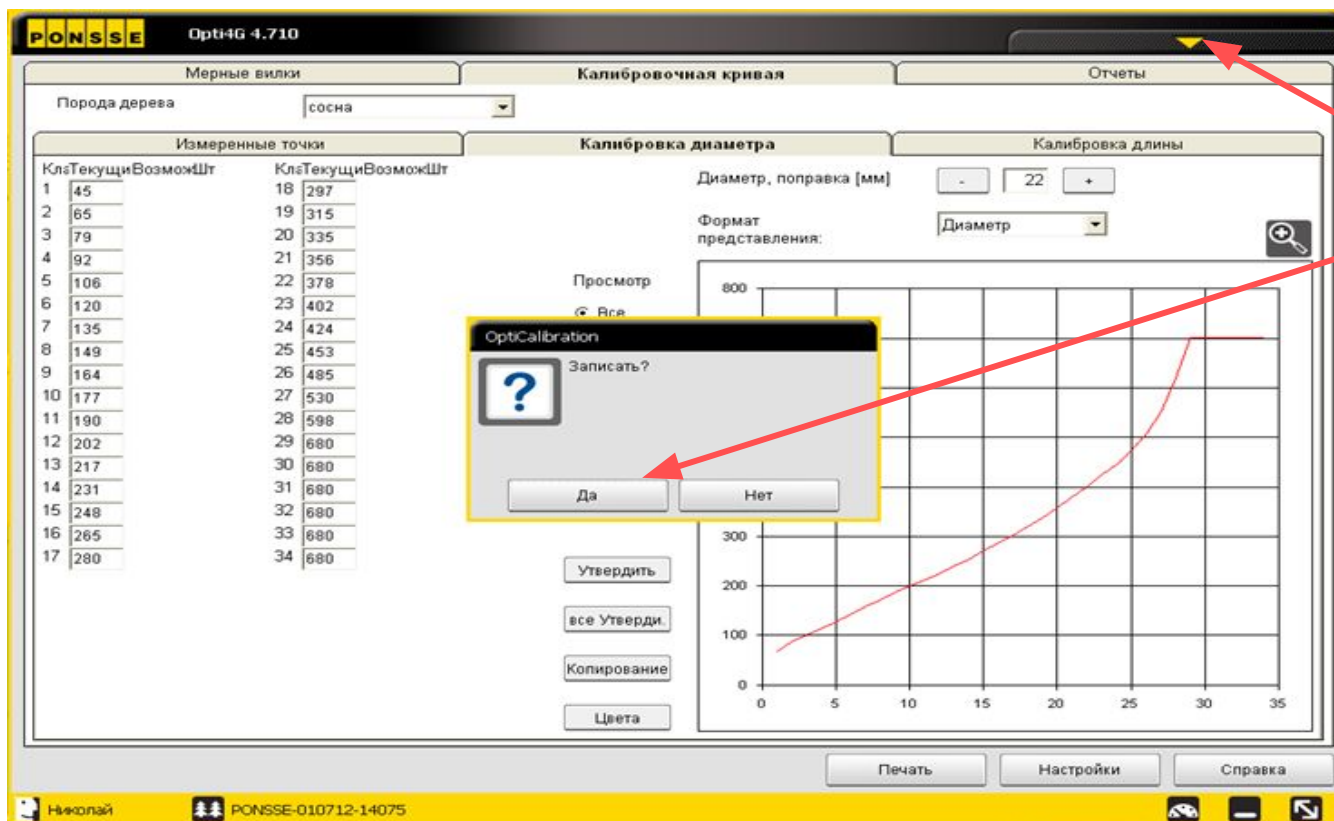 PONSSE Opti4G 4.710
Мерные вилки Калибровочная кривая Отчеты
Порода дерева сосна
Измеренные точки Калибровка диаметра Калибровка длины
КлаТекущиВозможШт КлаТекущиВозможШт
Диаметр, поправка [мм] - 22 +
1 45 18 297
2 65 19 315
3 79 20 335
4 92 21 356
5 106 22 378
6 120 23 402
7 135 24 424
8 149 25 453
9 164 26 485
10 177 27 530
11 190 28 598
12 202 29 680
13 217 30 680
14 231 31 680
15 248 32 680
16 265 33 680
17 280 34 680
Формат
представления:
Диаметр
Просмотр
Все
OptiCalibration
Записать?
Да Нет
Утвердить
все Утверди.
Копирование
Цвета
800
300
200
100
0
0 5 10 15 20 25 30 35
Печать Настройки Справка
Николай PONSSE-010712-14075